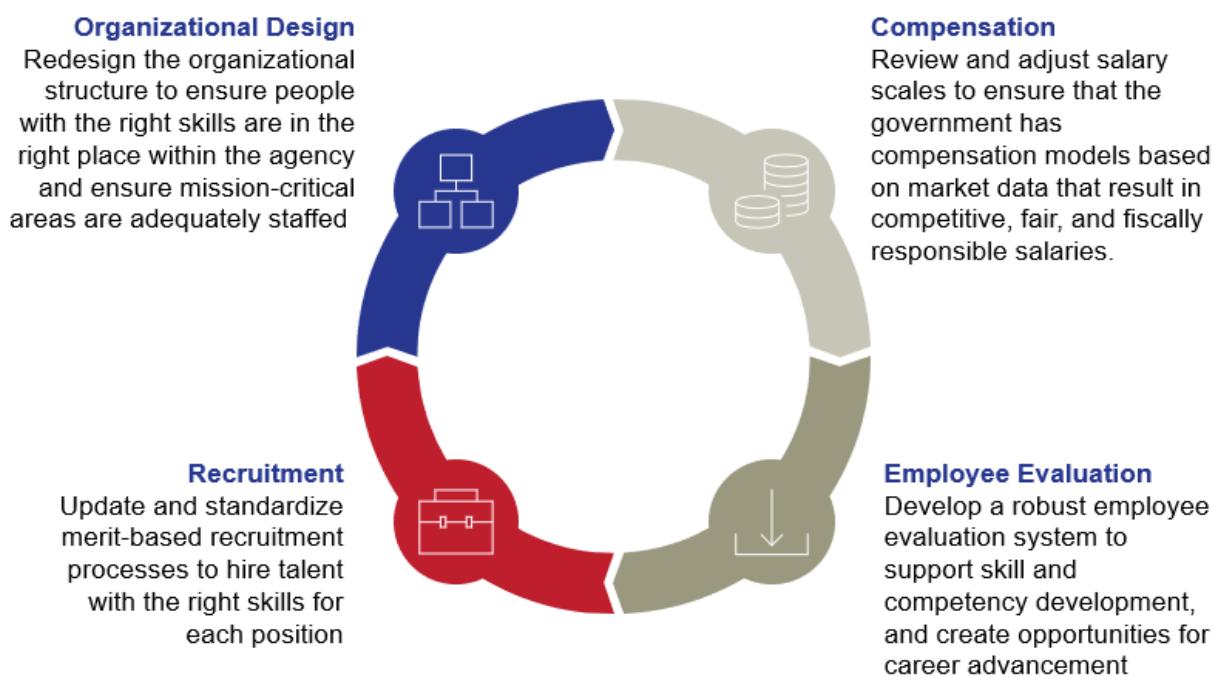 Organizational Design
Redesign the organizational
structure to ensure people
with the right skills are in the
right place within the agency
and ensure mission-critical
areas are adequately staffed
Compensation
Review and adjust salary
scales to ensure that the
government has
compensation models based
on market data that result in
competitive, fair, and fiscally
responsible salaries.
Recruitment
Update and standardize
merit-based recruitment
processes to hire talent
with the right skills for
each position
Employee Evaluation
Develop a robust employee
evaluation system to
support skill and
competency development,
and create opportunities for
career advancement